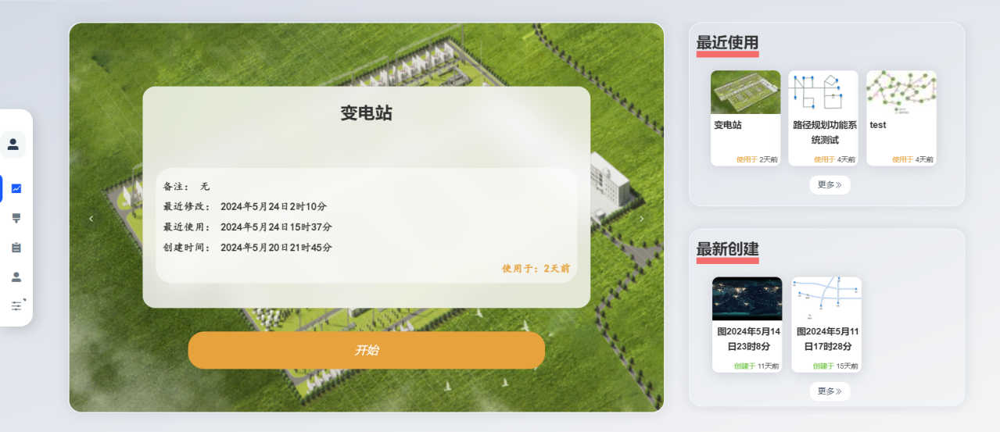 变电站
备注： 无
最近修改： 2024年5月24日2时10分
最近使用： 2024年5月24日15时37分
创建时间： 2024年5月20日21时45分
使用于：2天前
开始
最近使用
变电站
使用于 2天前
路径规划功能系
统测试
使用于 4天前
test
使用于 4天前
更多》
最新创建
图2024年5月14
日23时8分
创建于 11天前
图2024年5月11
日17时28分
创建于 15天前
更多》